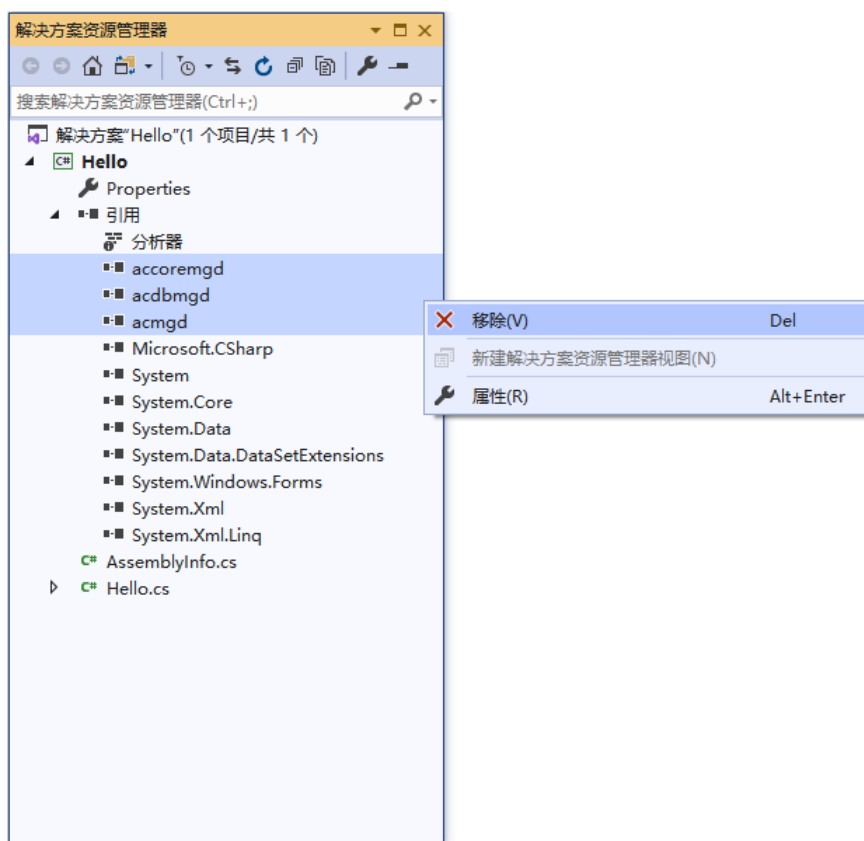 解决方案资源管理器
搜索解决方案资源管理器(Ctrl+;)
解决方案"Hello"(1 个项目/共 1 个)
C# Hello
Properties
引用
分析器
accoremgd
acdbmgd
acmgd
移除(V) Del
Microsoft.CSharp
新建解决方案资源管理器视图(N)
System
属性(R) Alt+Enter
System.Core
System.Data
System.Data.DataSetExtensions
System.Windows.Forms
System.Xml
System.Xml.Linq
C# AssemblyInfo.cs
C# Hello.cs